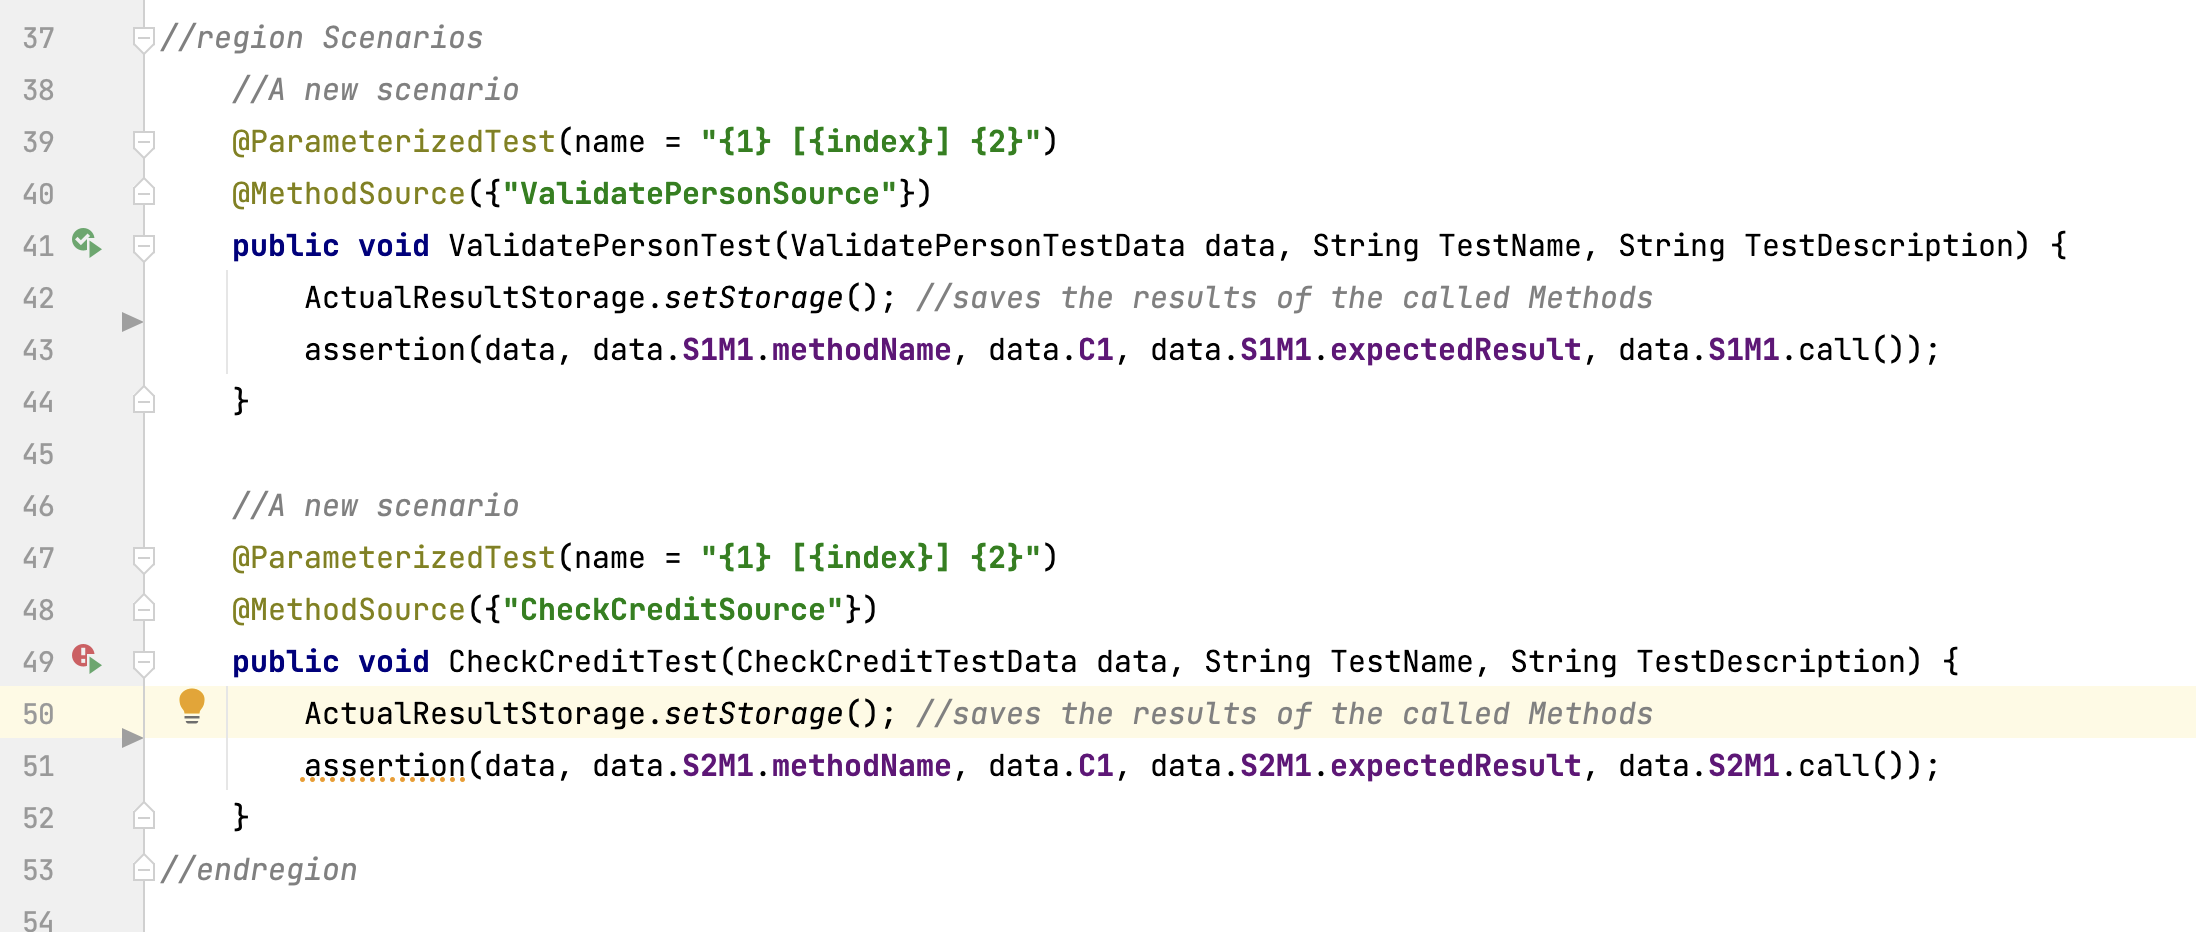 37 //region Scenarios
38 //A new scenario
39 @ParameterizedTest(name = "{1} [{index}] {2}")
40 @MethodSource({"ValidatePersonSource"})
41 public void ValidatePersonTest(ValidatePersonTestData data, String TestName, String TestDescription) {
42 ActualResultStorage.setStorage(); //saves the results of the called Methods
43 assertion(data, data.S1M1.methodName, data.C1, data.S1M1.expectedResult, data.S1M1.call());
44 }
45
46 //A new scenario
47 @ParameterizedTest(name = "{1} [{index}] {2}")
48 @MethodSource({"CheckCreditSource"})
49 public void CheckCreditTest(CheckCreditTestData data, String TestName, String TestDescription) {
50 ActualResultStorage.setStorage(); //saves the results of the called Methods
51 assertion(data, data.S2M1.methodName, data.C1, data.S2M1.expectedResult, data.S2M1.call());
52 }
53 //endregion
54